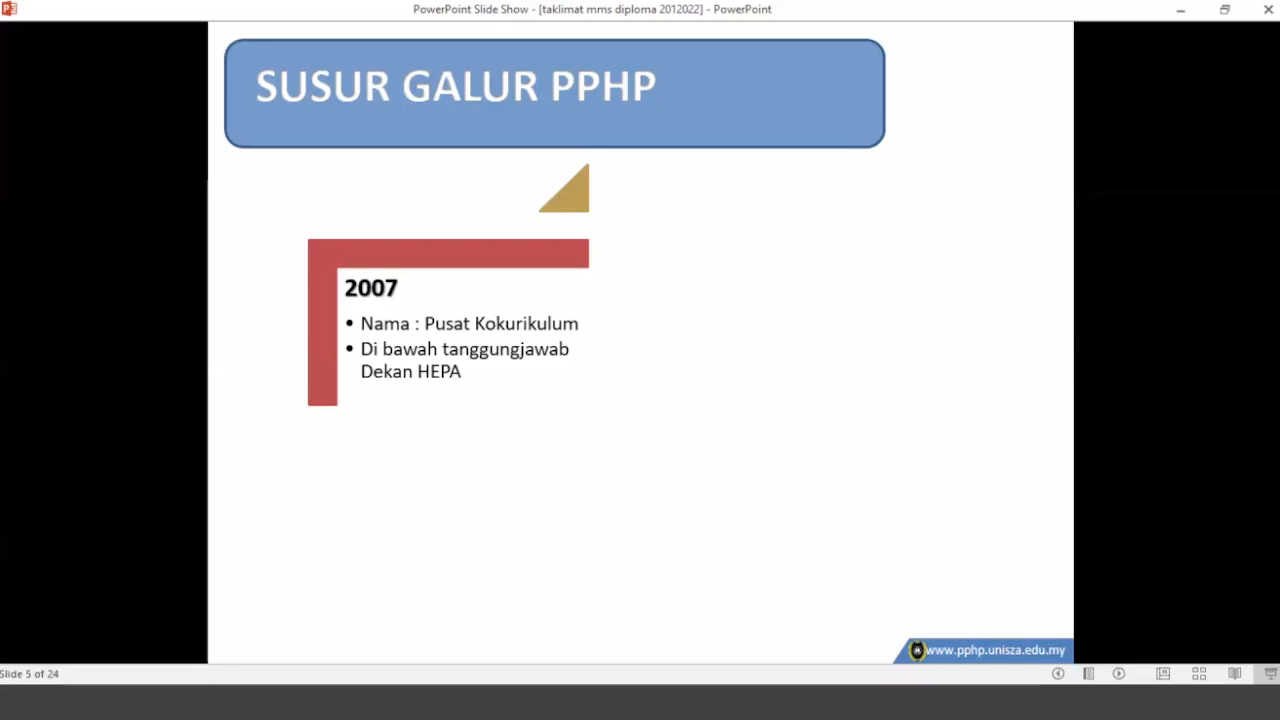 PowerPoint Slide Show - [taklimat mms diploma 2012022] - PowerPoint
SUSUR GALUR PPHP
2007
• Nama : Pusat Kokurikulum
• Di bawah tanggungjawab
Dekan HEPA
www.pphp.unisza.edu.my
Slide 5 of 24